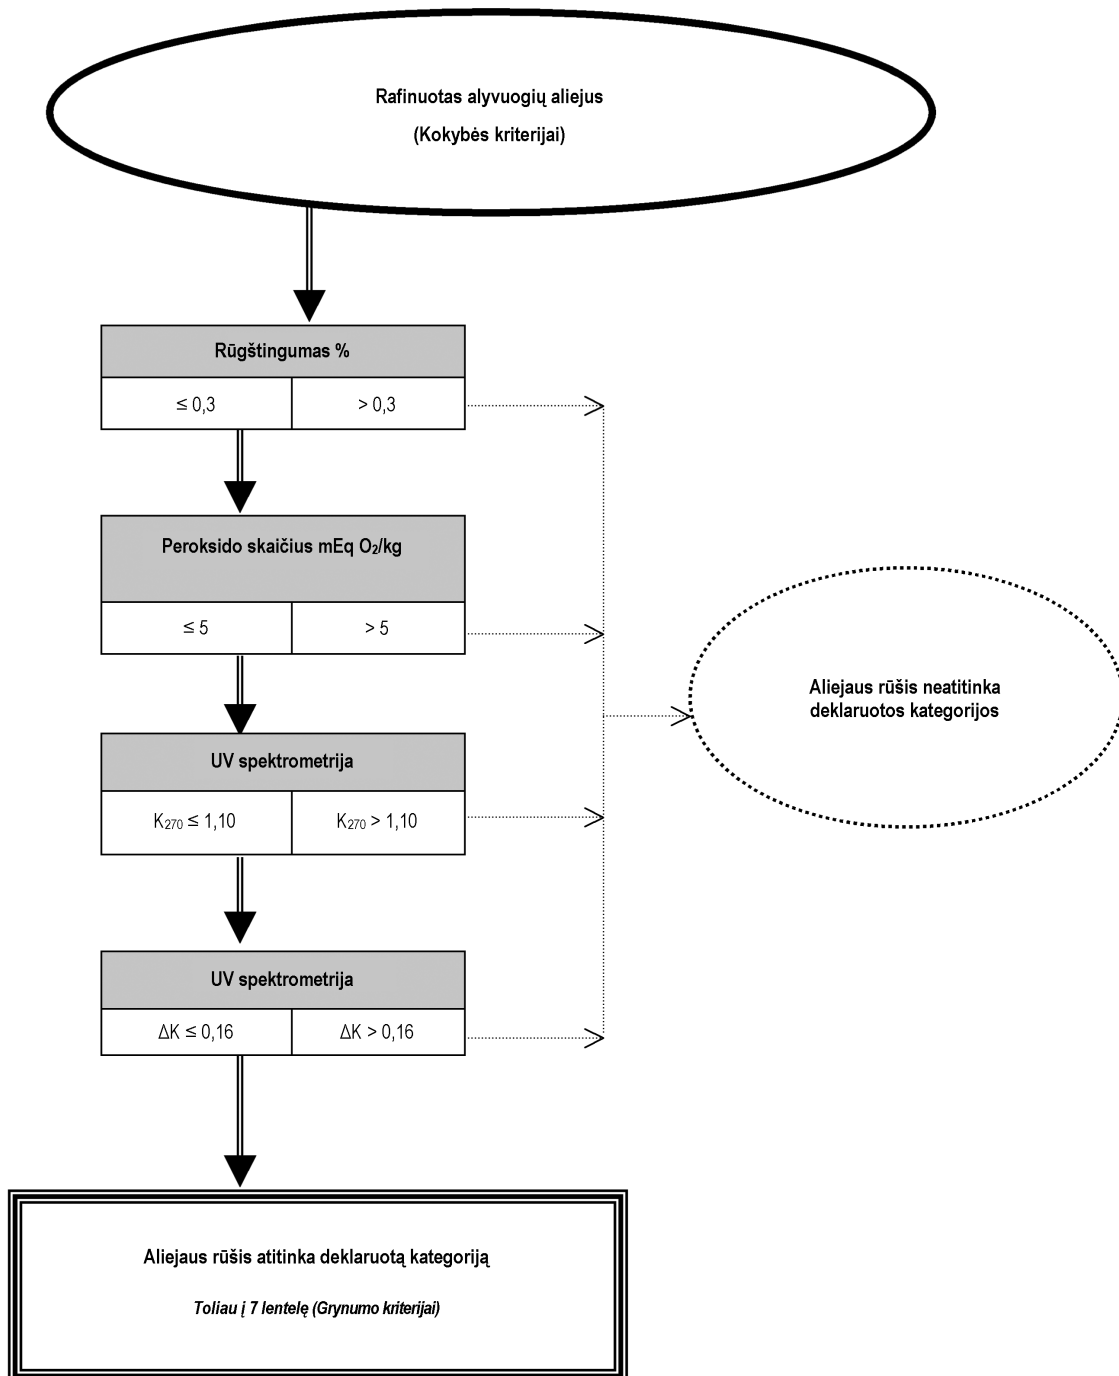 Rafinuotas alyvuogių aliejus
(Kokybės kriterijai)
Rūgštingumas %
≤ 0,3 > 0,3
Peroksido skaičius mEq O₂/kg
≤ 5 > 5
Aliejaus rūšis neatitinka
deklaruotos kategorijos
UV spektrometrija
K₂₇₀ ≤ 1,10 K₂₇₀ > 1,10
UV spektrometrija
ΔK ≤ 0,16 ΔK > 0,16
Aliejaus rūšis atitinka deklaruotą kategoriją
Toliau į 7 lentelę (Grynumo kriterijai)